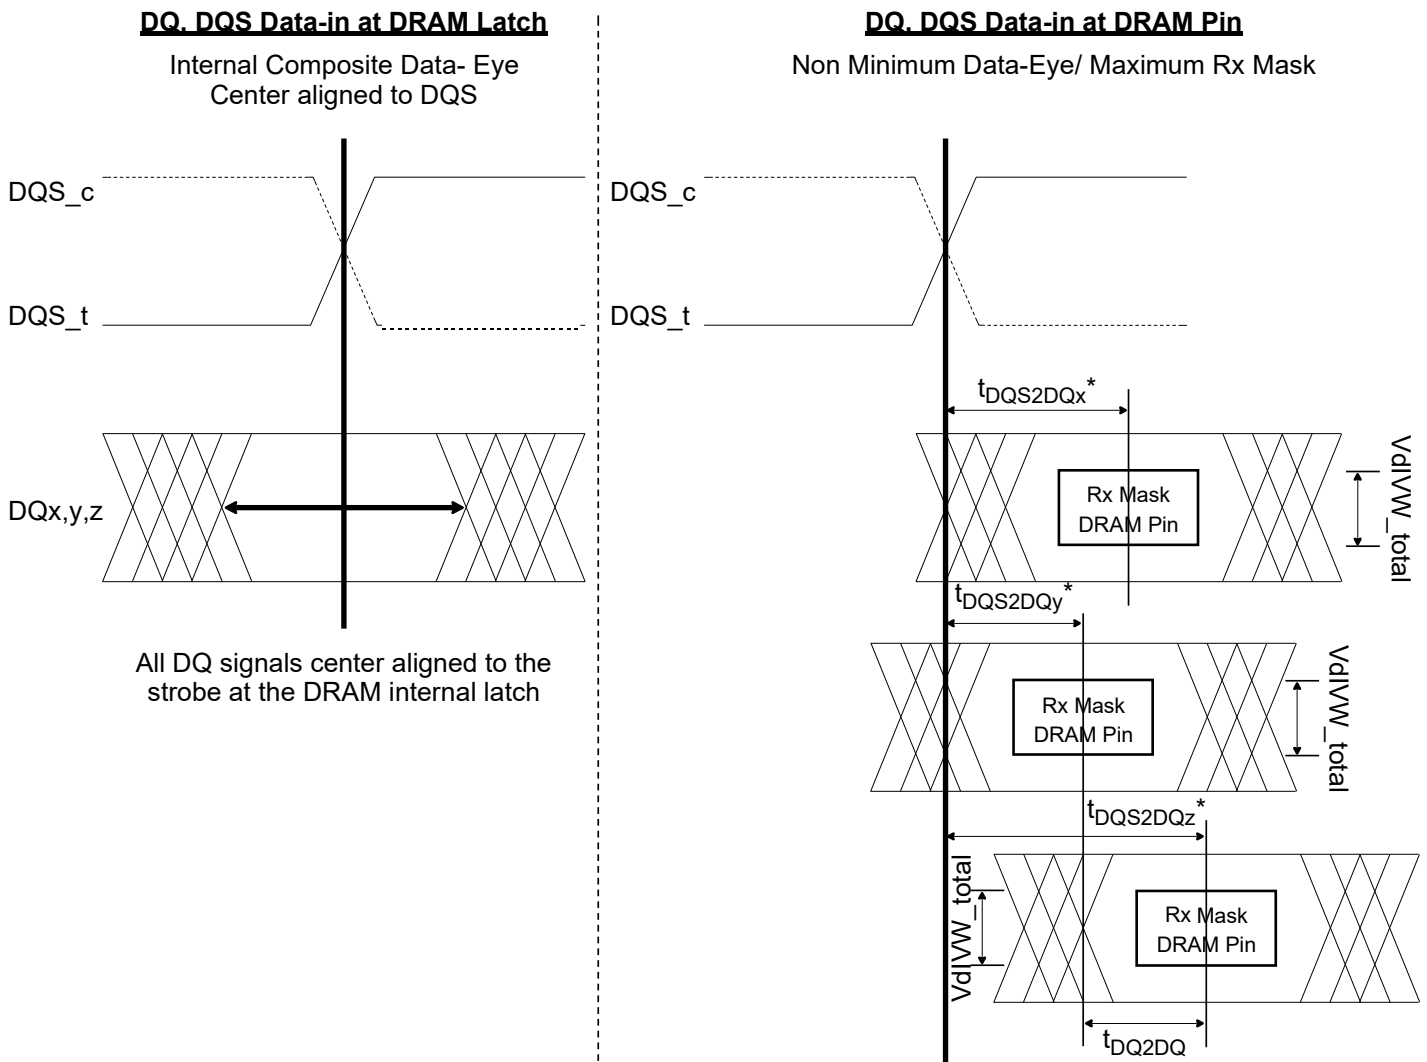 DQ, DQS Data-in at DRAM Latch
Internal Composite Data- Eye
Center aligned to DQS
DQS_c
DQS_t
DQx,y,z
All DQ signals center aligned to the
strobe at the DRAM internal latch
DQ, DQS Data-in at DRAM Pin
Non Minimum Data-Eye/ Maximum Rx Mask
DQS_c
DQS_t
tDQS2DQx*
Rx Mask
DRAM Pin
VdIVW_total
tDQS2DQy*
Rx Mask
DRAM Pin
VdIVW_total
tDQS2DQz*
VdIVW_total
Rx Mask
DRAM Pin
tDQ2DQ